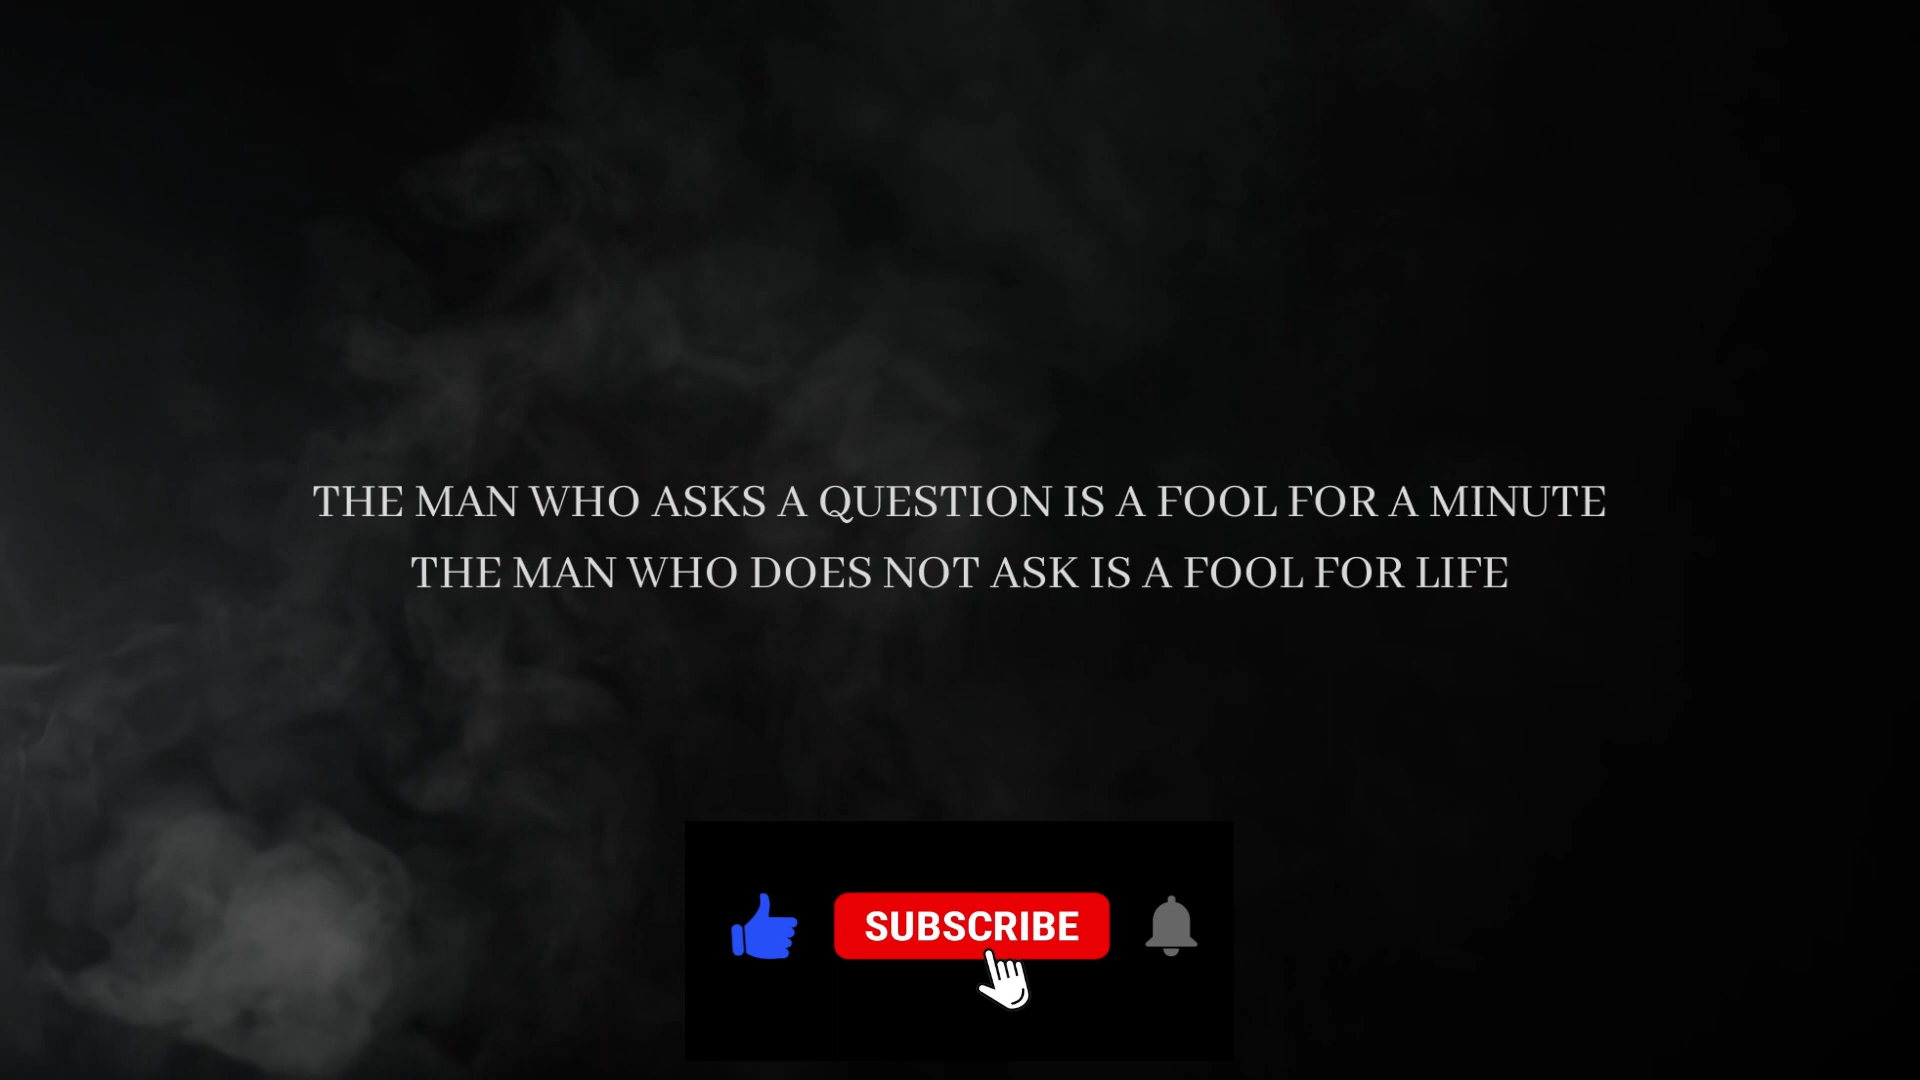 THE MAN WHO ASKS A QUESTION IS A FOOL FOR A MINUTE
THE MAN WHO DOES NOT ASK IS A FOOL FOR LIFE
SUBSCRIBE